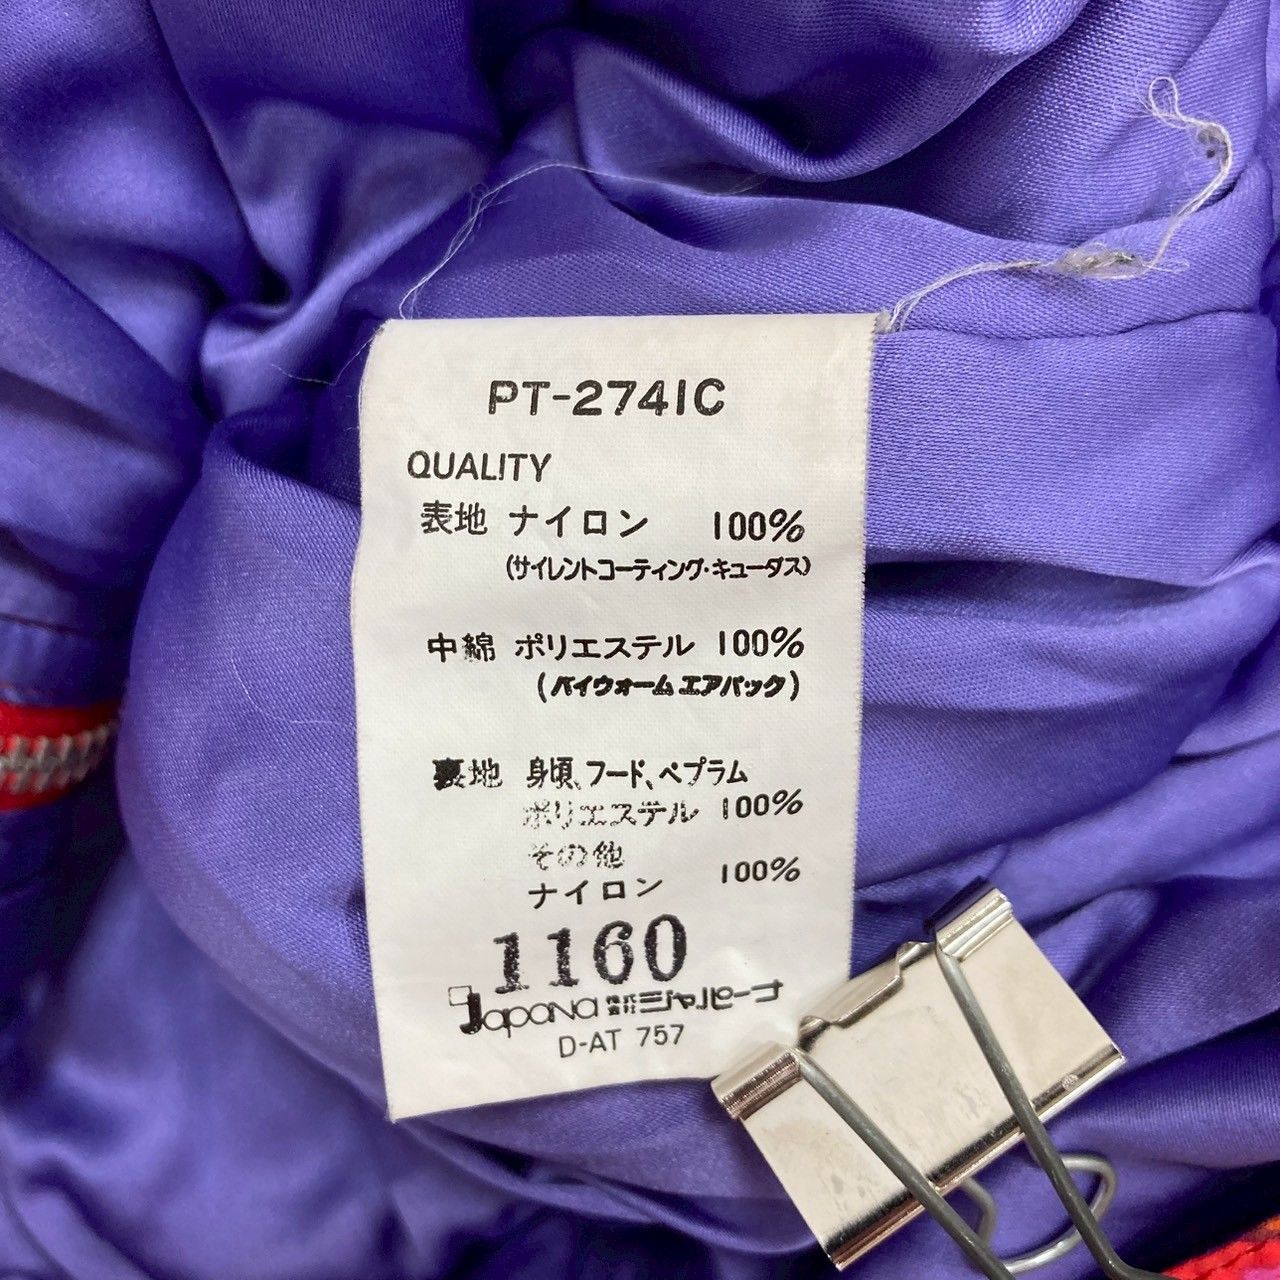 PT-2741C
QUALITY
表地 ナイロン 100%
(サイレントコーティング・キューダス)
中綿 ポリエステル 100%
(バイウォーム エアパック)
裏地 身頃、フード、ペプラム
ポリエステル 100%
その他
ナイロン 100%
1160
Japana 株式会社ジャパーナ
D-AT 757